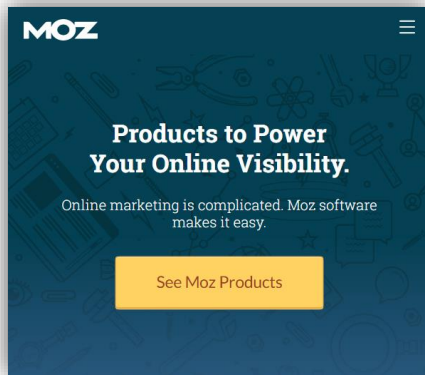 MOZ
Products to Power
Your Online Visibility.
Online marketing is complicated. Moz software
makes it easy.
See Moz Products